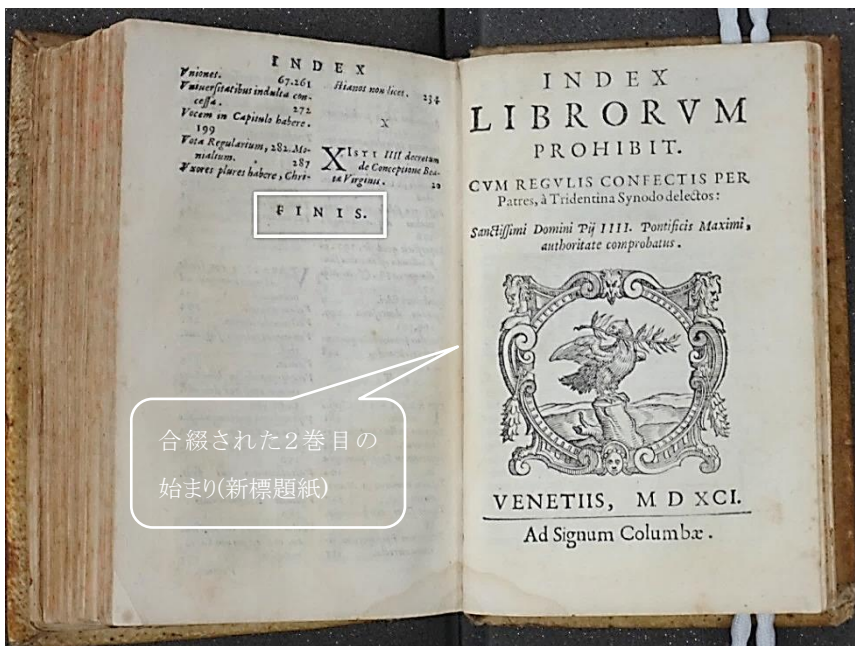 INDEX
Vniones. 67.261
Vniuersitatibus indulta con-
cessa. 272
Vocem in Capitulo habere.
199
Vota Regularium, 282. Mo-
nialium. 287
Vxores plures habere, Chri-
stianos non licet. 234
X
XISTI IIII decretum
de Conceptione Bea-
tæ Virginis. 20
FINIS.
合綴された2巻目の
始まり(新標題紙)
INDEX
LIBRORVM
PROHIBIT.
CVM REGVLIS CONFECTIS PER
Patres, à Tridentina Synodo delectos:
Sanctissimi Domini Pij IIII. Pontificis Maximi,
authoritate comprobatus.
VENETIIS, M D XCI.
Ad Signum Columbæ.